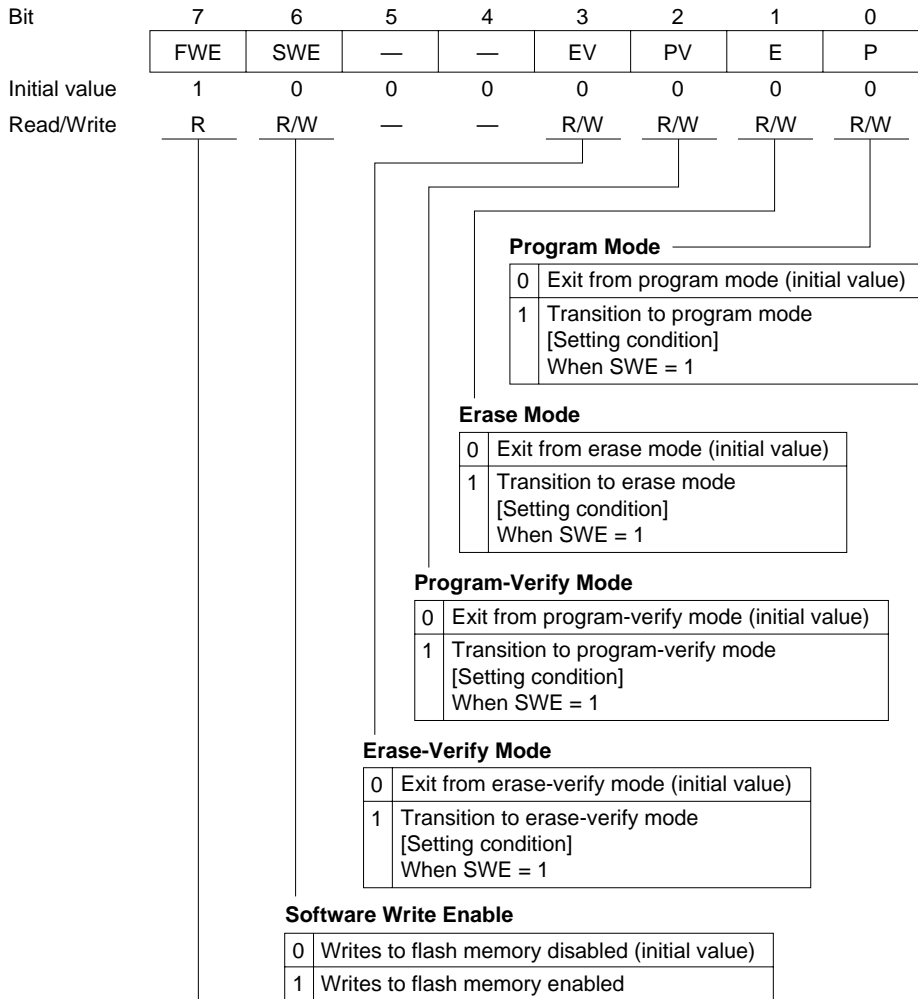 Bit 7 6 5 4 3 2 1 0
FWE SWE — — EV PV E P
Initial value 1 0 0 0 0 0 0 0
Read/Write R R/W — — R/W R/W R/W R/W
Program Mode
0 Exit from program mode (initial value)
1 Transition to program mode
[Setting condition]
When SWE = 1
Erase Mode
0 Exit from erase mode (initial value)
1 Transition to erase mode
[Setting condition]
When SWE = 1
Program-Verify Mode
0 Exit from program-verify mode (initial value)
1 Transition to program-verify mode
[Setting condition]
When SWE = 1
Erase-Verify Mode
0 Exit from erase-verify mode (initial value)
1 Transition to erase-verify mode
[Setting condition]
When SWE = 1
Software Write Enable
0 Writes to flash memory disabled (initial value)
1 Writes to flash memory enabled